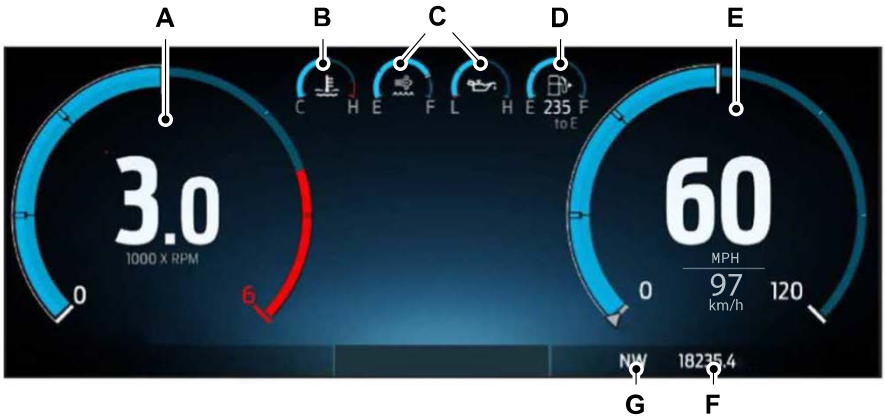 A B C D E
C H E F L H E 235 F
to E
3.0
1000 X RPM
0 6
60
MPH
97
km/h
0 120
NW 18235.4
G F